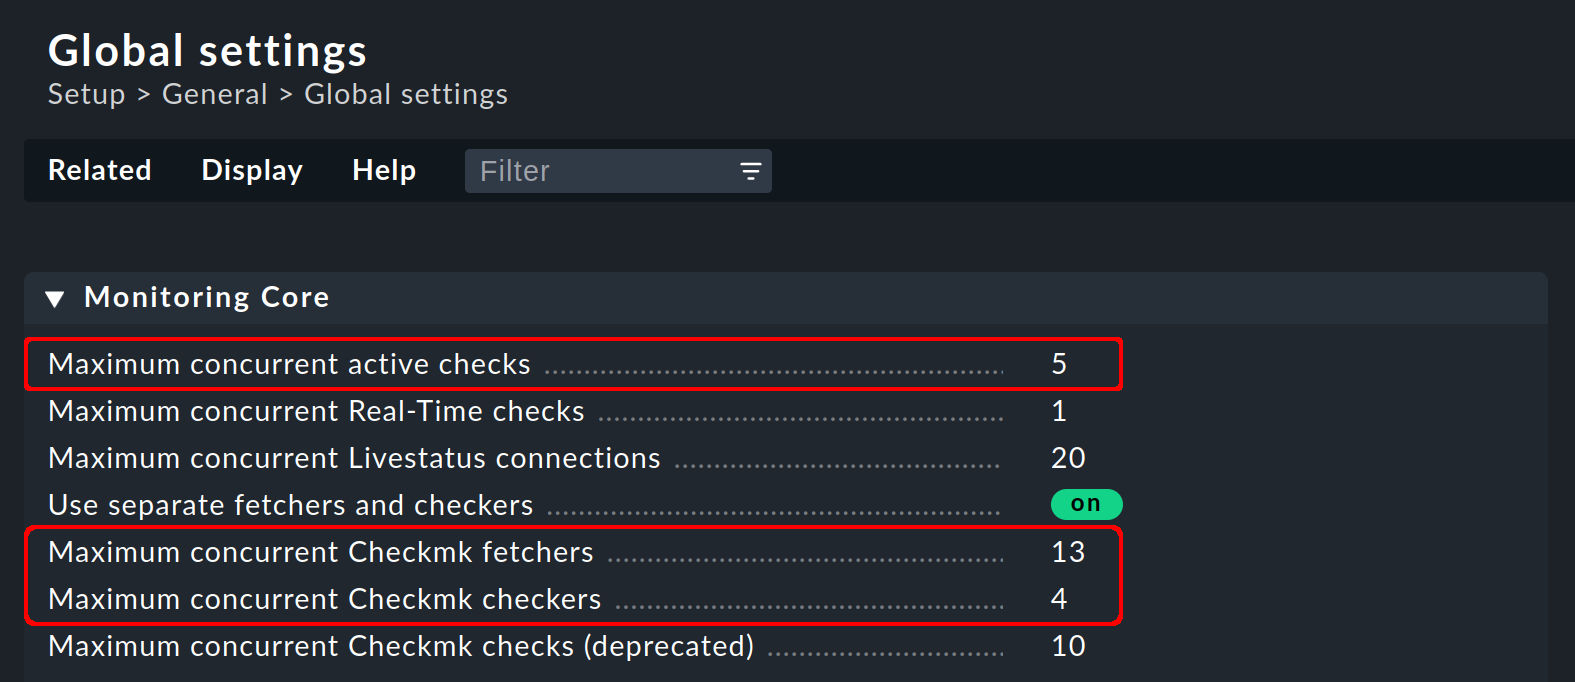 Global settings
Setup > General > Global settings
Related Display Help Filter
Monitoring Core
Maximum concurrent active checks 5
Maximum concurrent Real-Time checks 1
Maximum concurrent Livestatus connections 20
Use separate fetchers and checkers on
Maximum concurrent Checkmk fetchers 13
Maximum concurrent Checkmk checkers 4
Maximum concurrent Checkmk checks (deprecated) 10